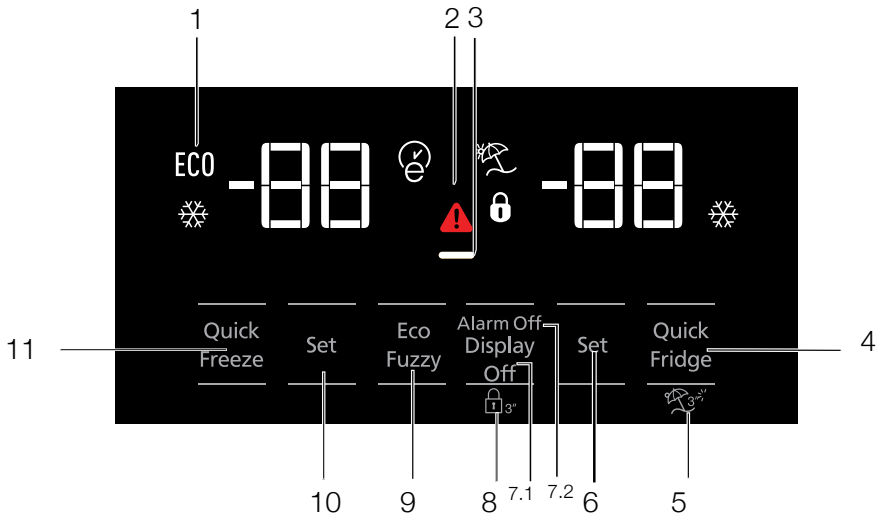 1
2
3
ECO
-88
e
-88
Quick
Freeze
Set
Eco
Fuzzy
Alarm Off
Display
Off
Set
Quick
Fridge
11
4
3"
3"
10
9
8
7.1
7.2
6
5